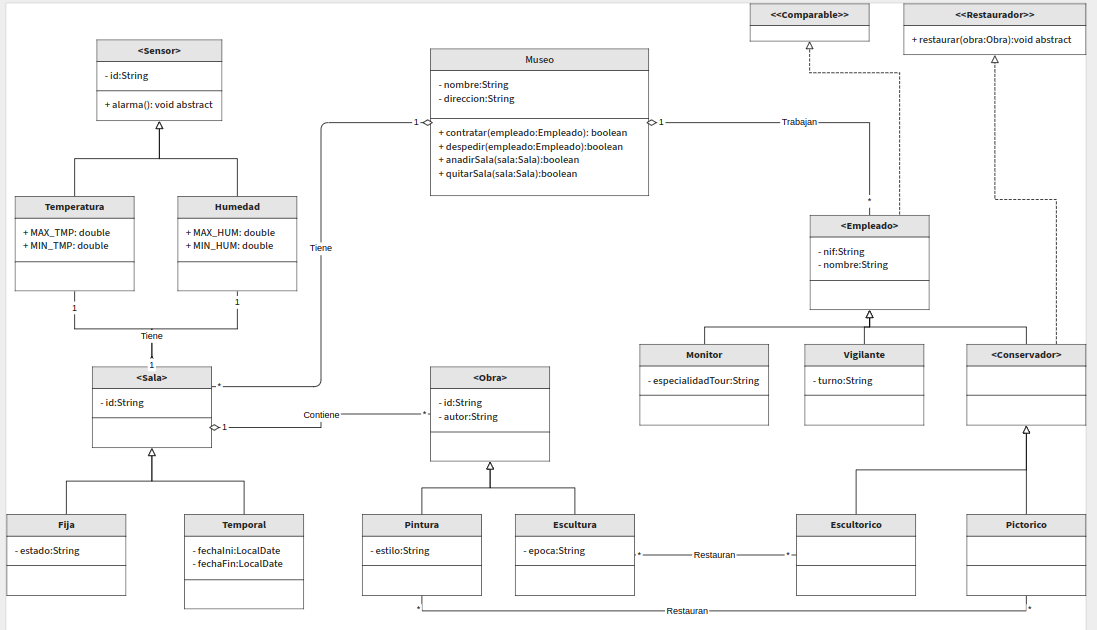 <<Comparable>>
<<Restaurador>>
+ restaurar(obra:Obra):void abstract
<Sensor>
- id:String
+ alarma(): void abstract
Museo
- nombre:String
- direccion:String
+ contratar(empleado:Empleado): boolean
+ despedir(empleado:Empleado):boolean
+ anadirSala(sala:Sala):boolean
+ quitarSala(sala:Sala):boolean
1
1
Trabajan
*
Temperatura
+ MAX_TMP: double
+ MIN_TMP: double
Humedad
+ MAX_HUM: double
+ MIN_HUM: double
Tiene
<Empleado>
- nif:String
- nombre:String
1
1
Tiene
1
<Sala>
- id:String
*
1
Contiene
*
<Obra>
- id:String
- autor:String
Monitor
- especialidadTour:String
Vigilante
- turno:String
<Conservador>
Fija
- estado:String
Temporal
- fechaIni:LocalDate
- fechaFin:LocalDate
Pintura
- estilo:String
Escultura
- epoca:String
*
Restauran
*
Escultorico
Pictorico
*
Restauran
*